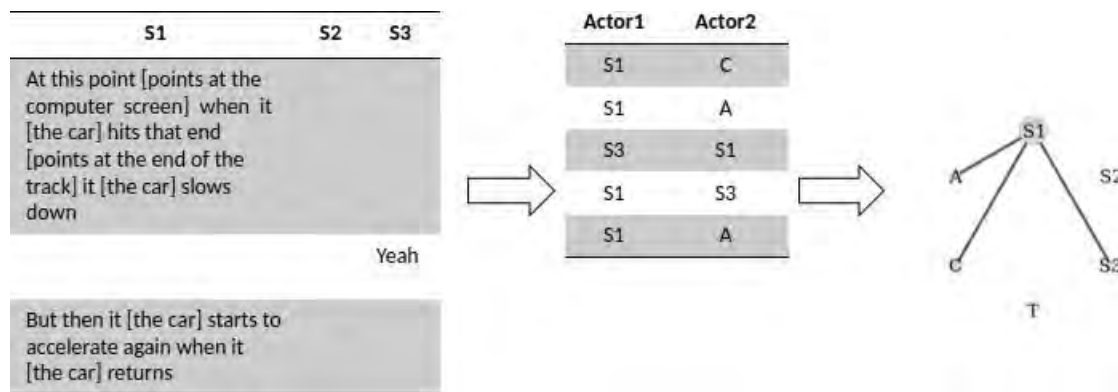 S1 S2 S3
At this point [points at the
computer screen] when it
[the car] hits that end
[points at the end of the
track] it [the car] slows
down
Yeah
But then it [the car] starts to
accelerate again when it
[the car] returns
Actor1 Actor2
S1 C
S1 A
S3 S1
S1 S3
S1 A
S1
A S2
C S3
T